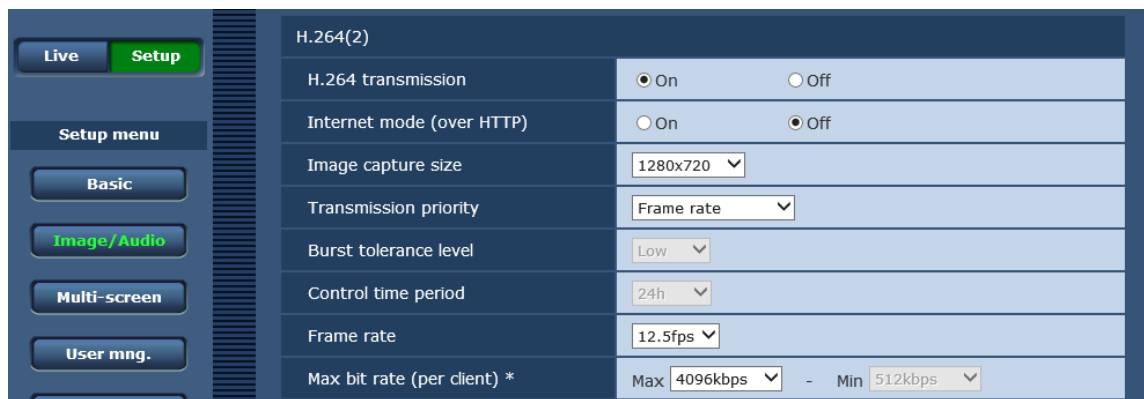 Live Setup
Setup menu
Basic
Image/Audio
Multi-screen
User mng.
H.264(2)
H.264 transmission On Off
Internet mode (over HTTP) On Off
Image capture size 1280x720
Transmission priority Frame rate
Burst tolerance level Low
Control time period 24h
Frame rate 12.5fps
Max bit rate (per client) * Max 4096kbps - Min 512kbps